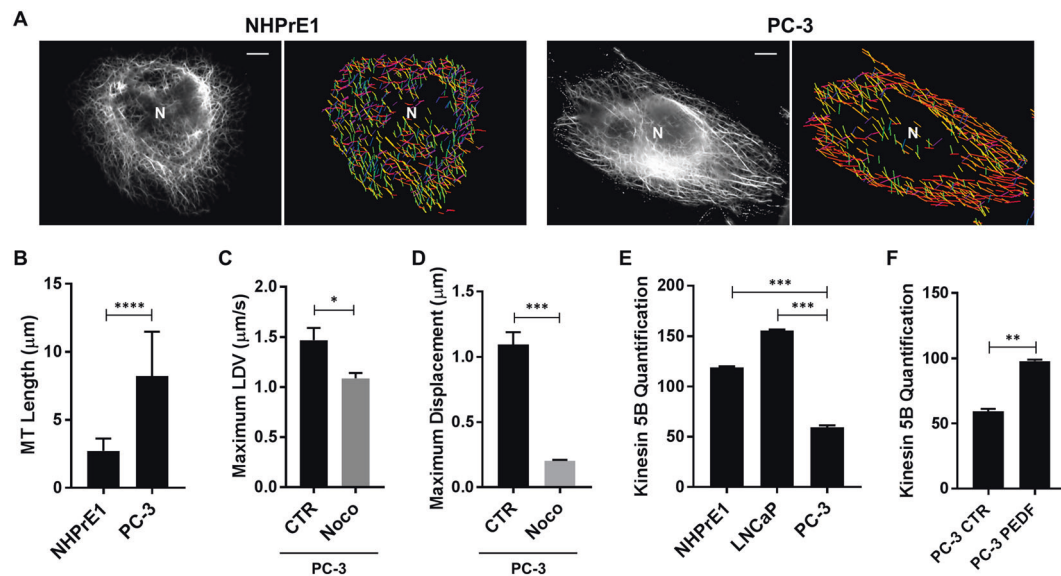 A
NHPrE1
PC-3
N
N
N
N
B
MT Length (μm)
15
10
5
0
****
NHPrE1
PC-3
C
Maximum LDV (μm/s)
2.0
1.5
1.0
0.5
0.0
*
CTR
Noco
PC-3
D
Maximum Displacement (μm)
1.5
1.0
0.5
0.0
***
CTR
Noco
PC-3
E
Kinesin 5B Quantification
200
150
100
50
0
***
***
NHPrE1
LNCaP
PC-3
F
Kinesin 5B Quantification
150
100
50
0
**
PC-3 CTR
PC-3 PEDF